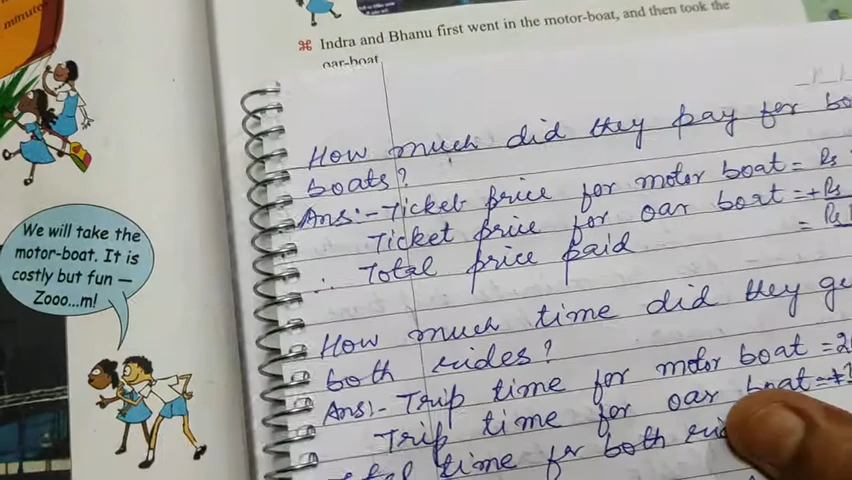 minutes
Indra and Bhanu first went in the motor-boat, and then took the
oar-boat
How much did they pay for
boats?
Ans:- Ticket price for motor boat = Rs
Ticket price for oar boat = + Rs
∴ Total price paid = Rs
How much time did they
both rides?
Ans:- Trip time for motor boat = 2
Trip time for oar boat = +
time for both
We will take the
motor-boat. It is
costly but fun –
Zooo...m!